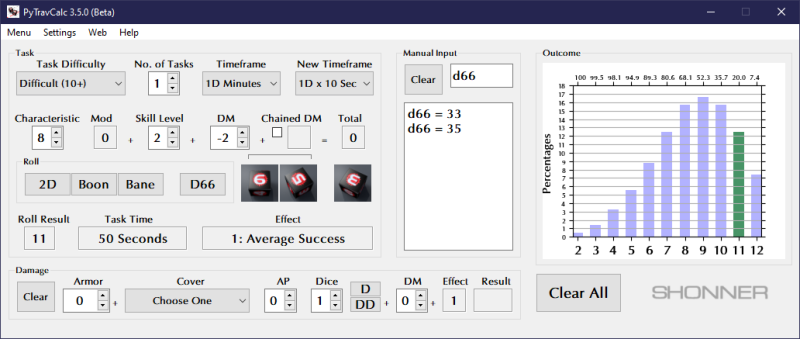 PyTravCalc 3.5.0 (Beta)
Menu Settings Web Help
Task
Task Difficulty No. of Tasks Timeframe New Timeframe
Difficult (10+) 1 1D Minutes 1D x 10 Sec
Characteristic Mod Skill Level DM Chained DM Total
8 0 + 2 + -2 + = 0
Roll
2D Boon Bane D66
6 5 3
Roll Result Task Time Effect
11 50 Seconds 1: Average Success
Manual Input
Clear d66
d66 = 33
d66 = 35
Outcome
100 99.5 98.1 94.9 89.3 80.6 68.1 52.3 35.7 20.0 7.4
Percentages
18
17
16
15
14
13
12
11
10
9
8
7
6
5
4
3
2
1
0
2 3 4 5 6 7 8 9 10 11 12
Damage
Armor Cover AP Dice D DM Effect Result
Clear 0 + Choose One 0 1 DD + 0 + 1
Clear All SHONNER